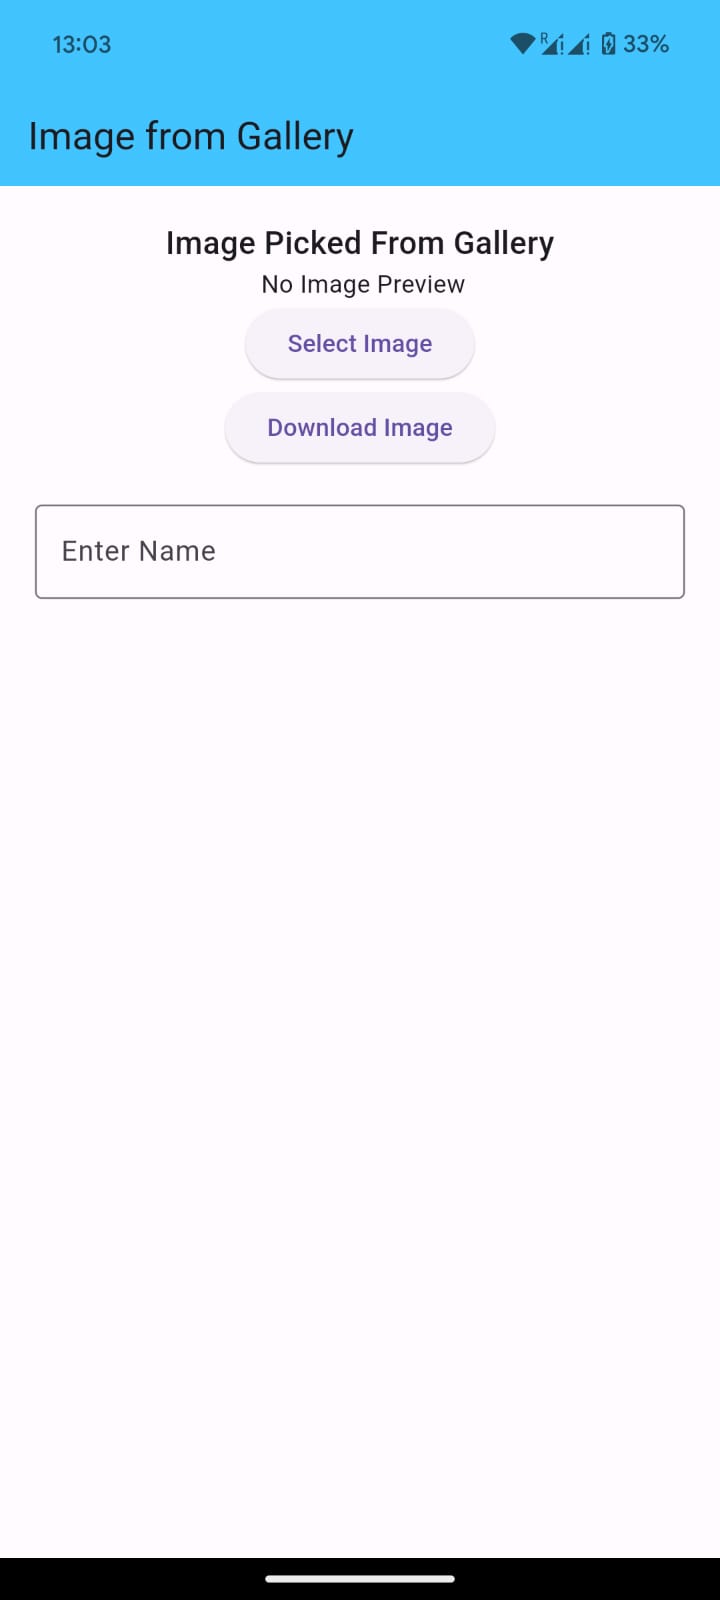 13:03 R 33%
Image from Gallery
Image Picked From Gallery
No Image Preview
Select Image
Download Image
Enter Name